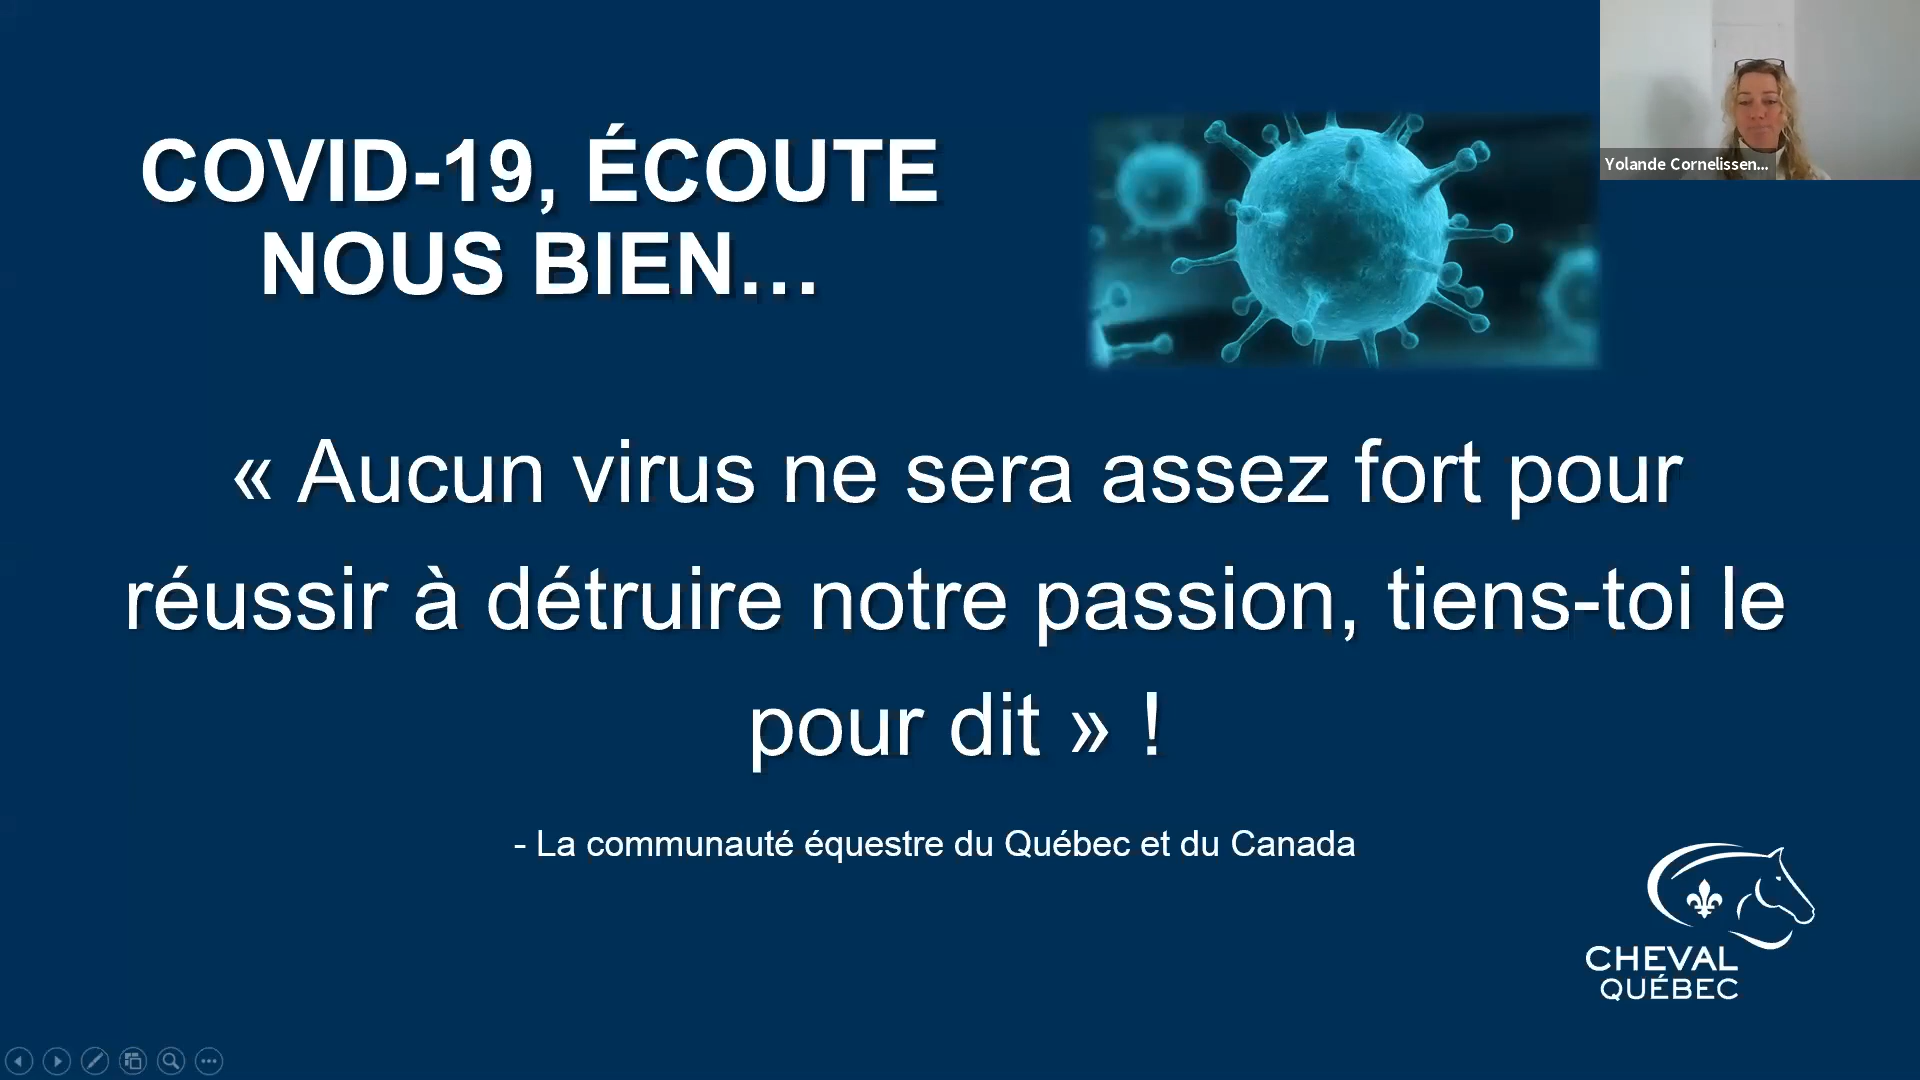 COVID-19, ÉCOUTE
NOUS BIEN…
Yolande Cornelissen...
« Aucun virus ne sera assez fort pour
réussir à détruire notre passion, tiens-toi le
pour dit » !
- La communauté équestre du Québec et du Canada
CHEVAL
QUÉBEC